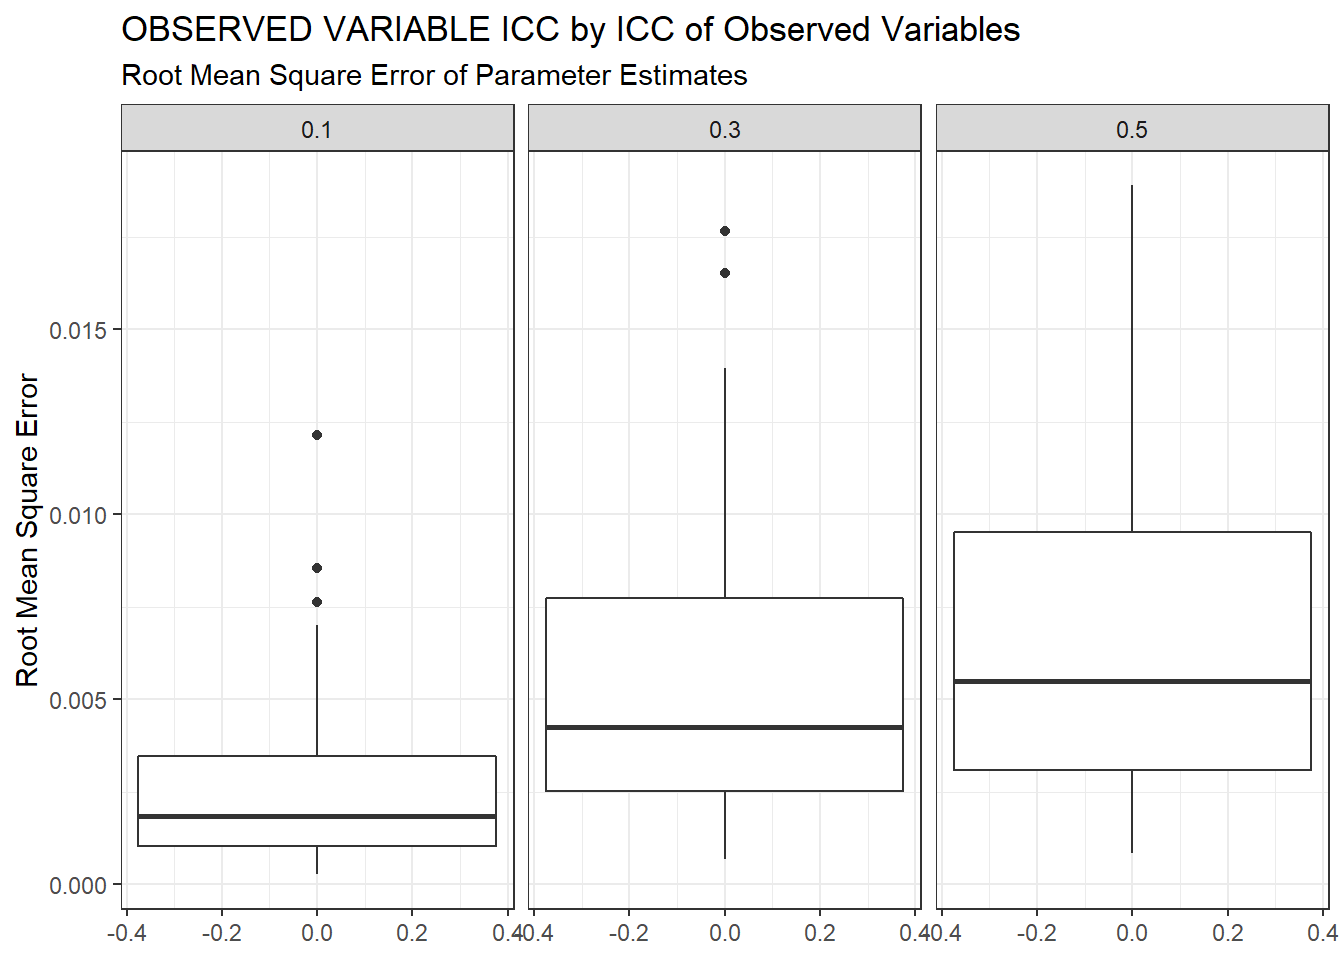 OBSERVED VARIABLE ICC by ICC of Observed Variables
Root Mean Square Error of Parameter Estimates
0.1 0.3 0.5
Root Mean Square Error
0.015
0.010
0.005
0.000
-0.4 -0.2 0.0 0.2 0.4 -0.4 -0.2 0.0 0.2 0.4 -0.4 -0.2 0.0 0.2 0.4